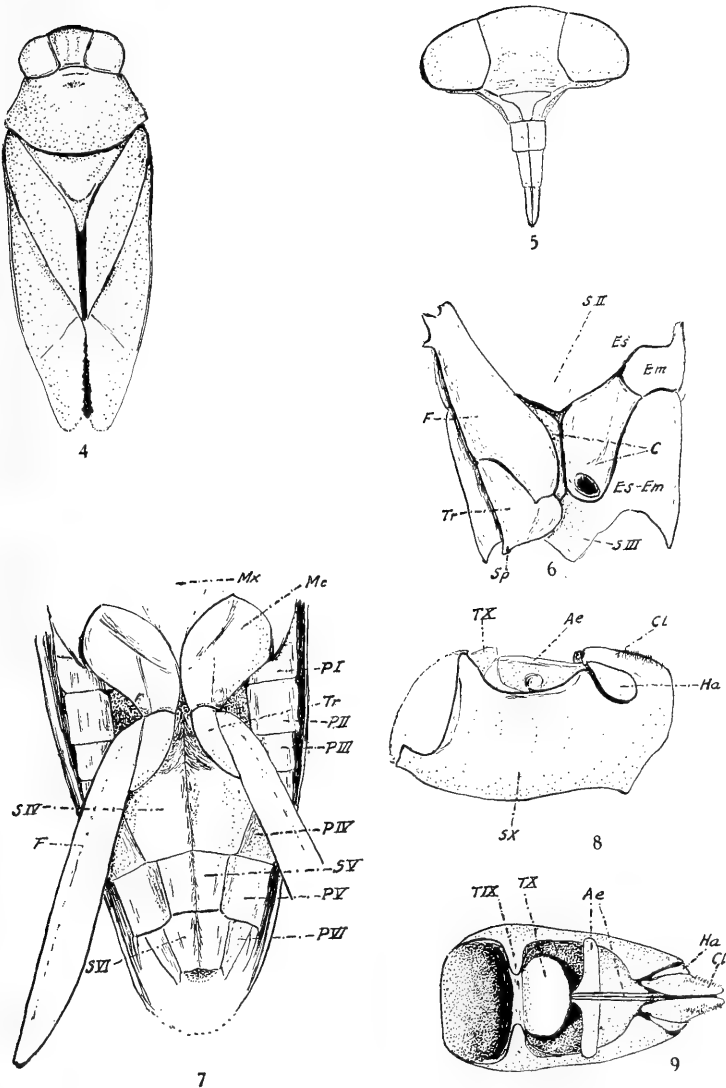 4
5
S II
Es
Em
F
C
Es-Em
Tr
S III
Sp
6
Mx
Me
P I
Tr
P II
P III
S IV
P IV
F
S V
P V
P VI
S VI
7
TX
Ae
Cl
Ha
SX
8
TIX
TX
Ae
Ha
Cl
9